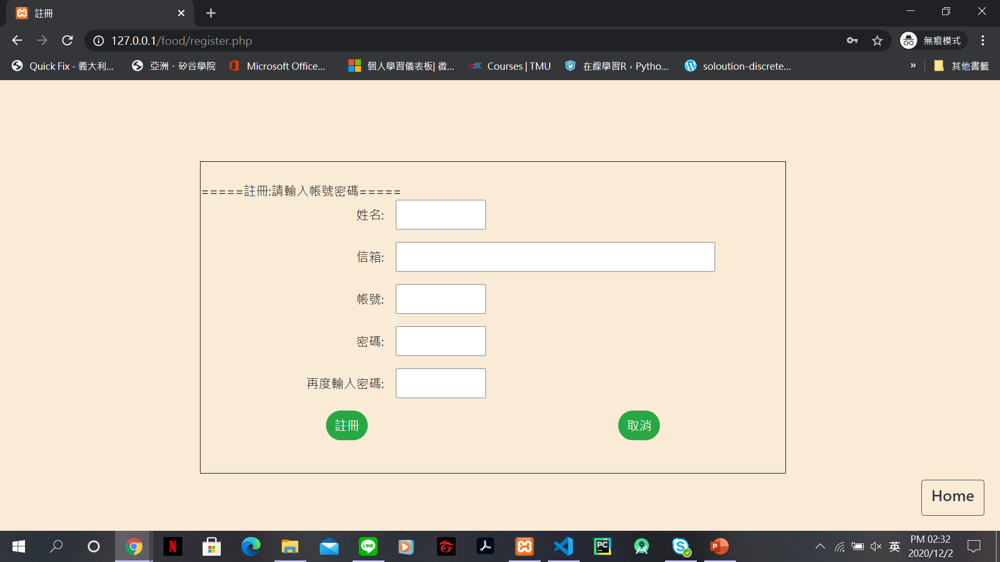 註冊
127.0.0.1/food/register.php
無痕模式
Quick Fix - 義大利...
亞洲 · 矽谷學院
Microsoft Office...
個人學習儀表板| 微...
edX
Courses | TMU
在線學習R，Pytho...
soloution-discrete...
»
其他書籤
=====註冊:請輸入帳號密碼=====
姓名:
信箱:
帳號:
密碼:
再度輸入密碼:
註冊
取消
Home
N
LINE
PC
S
P
英
PM 02:32
2020/12/2